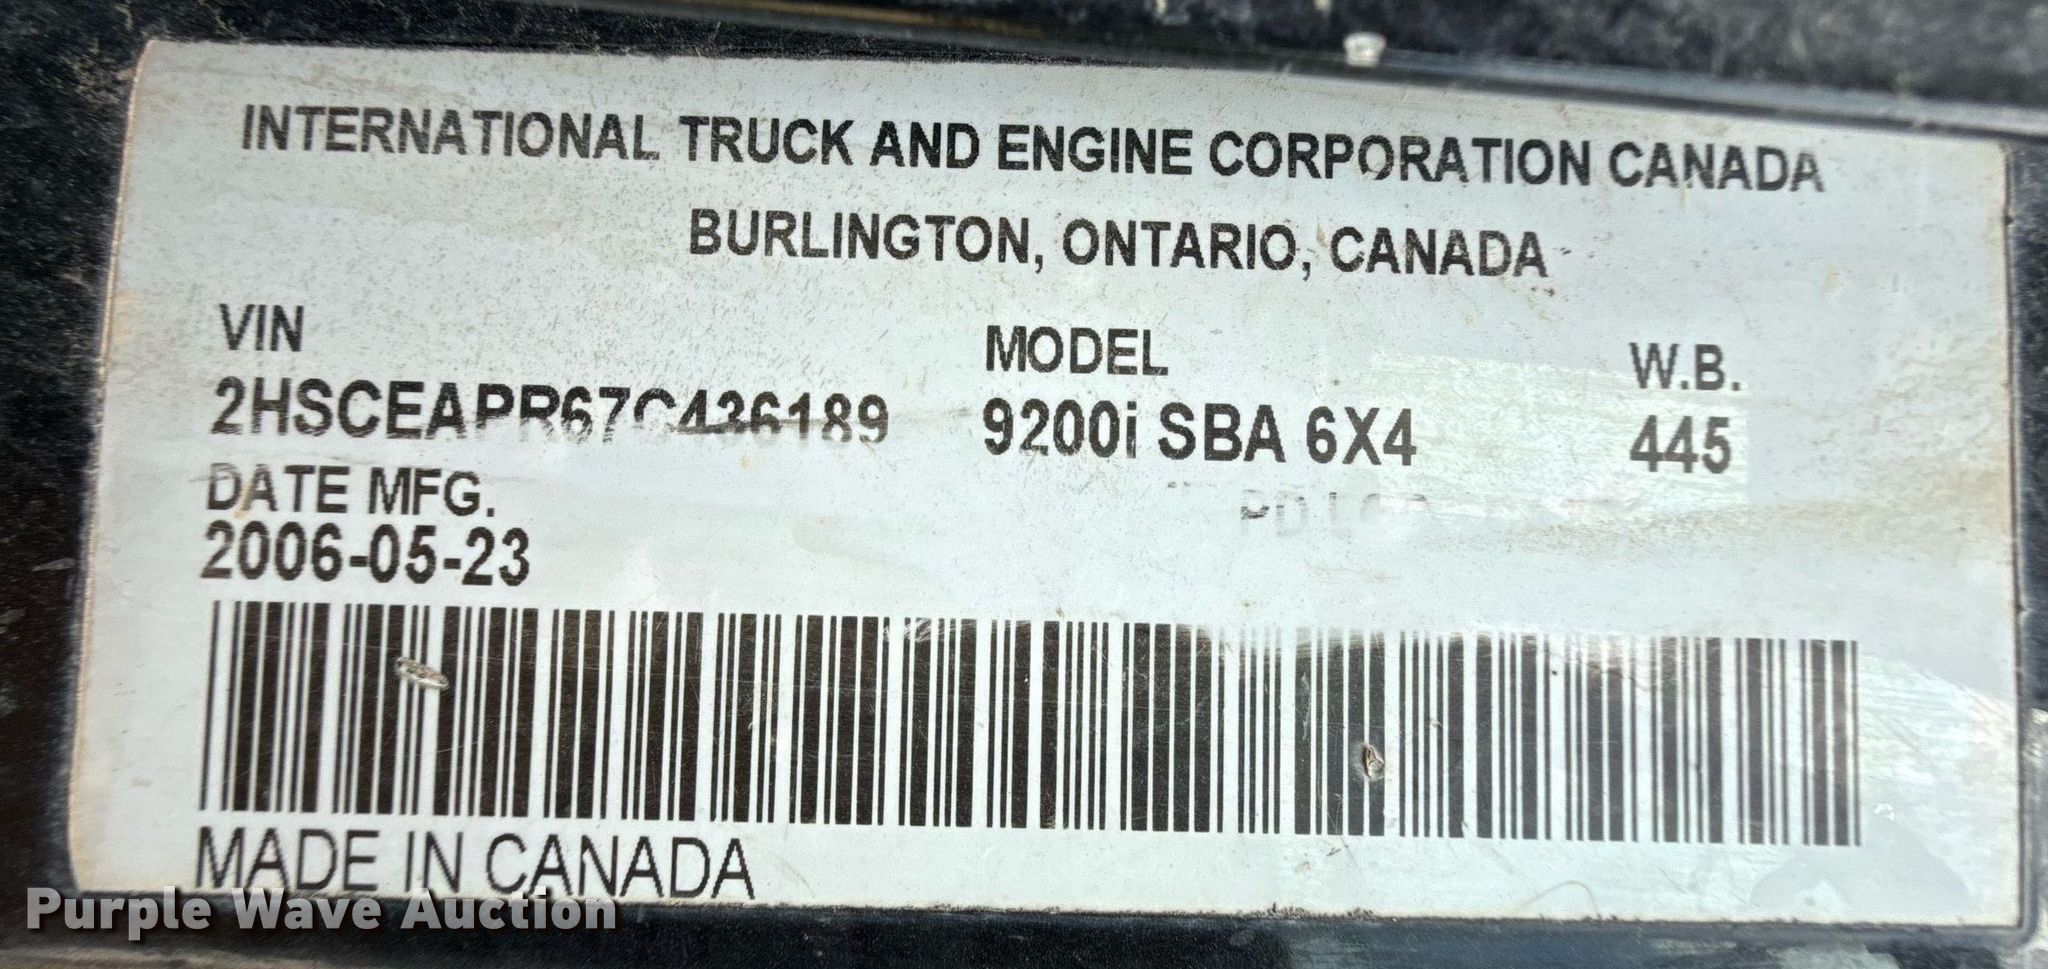 INTERNATIONAL TRUCK AND ENGINE CORPORATION CANADA
BURLINGTON, ONTARIO, CANADA
VIN MODEL W.B.
2HSCEAPR67C436189 9200i SBA 6X4 445
DATE MFG.
2006-05-23
MADE IN CANADA
Purple Wave Auction